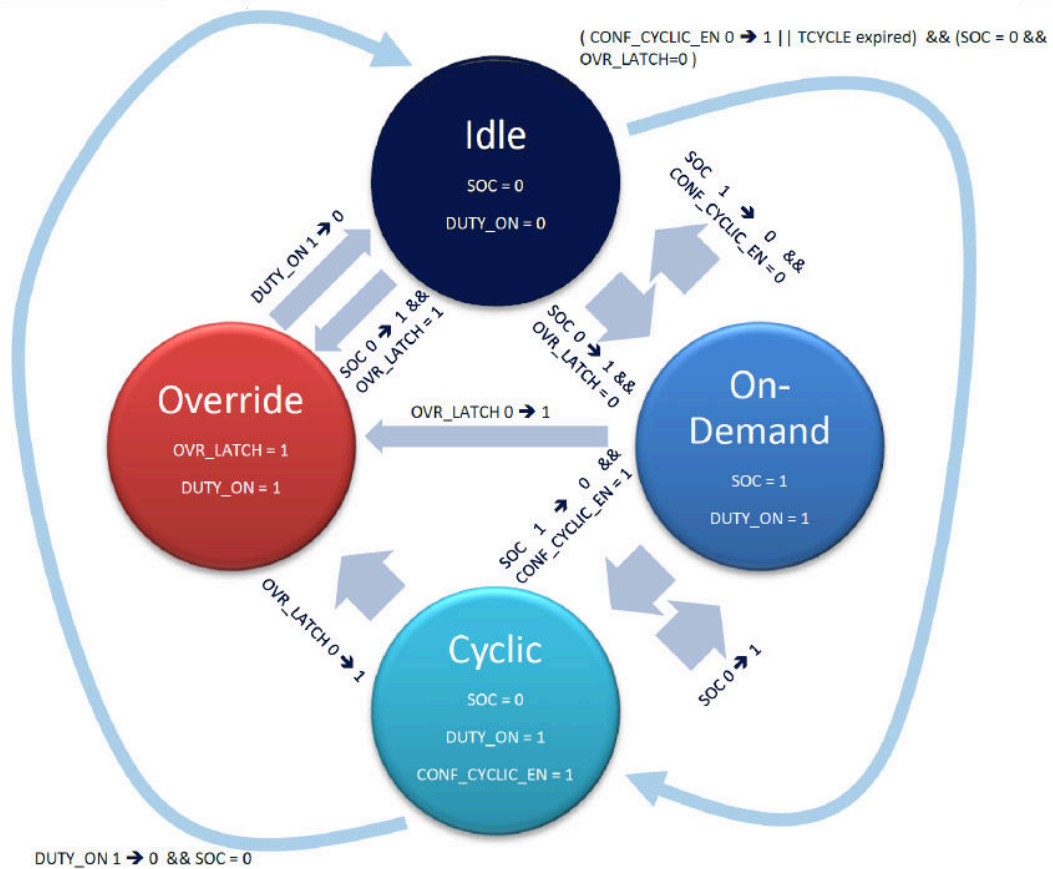 ( CONF_CYCLIC_EN 0 ➔ 1 || TCYCLE expired) && (SOC = 0 &&
OVR_LATCH=0 )
Idle
SOC = 0
DUTY_ON = 0
SOC 1 ➔ 0 &&
CONF_CYCLIC_EN = 0
DUTY_ON 1 ➔ 0
SOC 0 ➔ 1 &&
OVR_LATCH = 1
SOC 0 ➔ 1 &&
OVR_LATCH = 0
Override
OVR_LATCH = 1
DUTY_ON = 1
OVR_LATCH 0 ➔ 1
On-
Demand
SOC = 1
DUTY_ON = 1
SOC 1 ➔ 0 &&
CONF_CYCLIC_EN = 1
OVR_LATCH 0 ➔ 1
SOC 0 ➔ 1
Cyclic
SOC = 0
DUTY_ON = 1
CONF_CYCLIC_EN = 1
DUTY_ON 1 ➔ 0 && SOC = 0